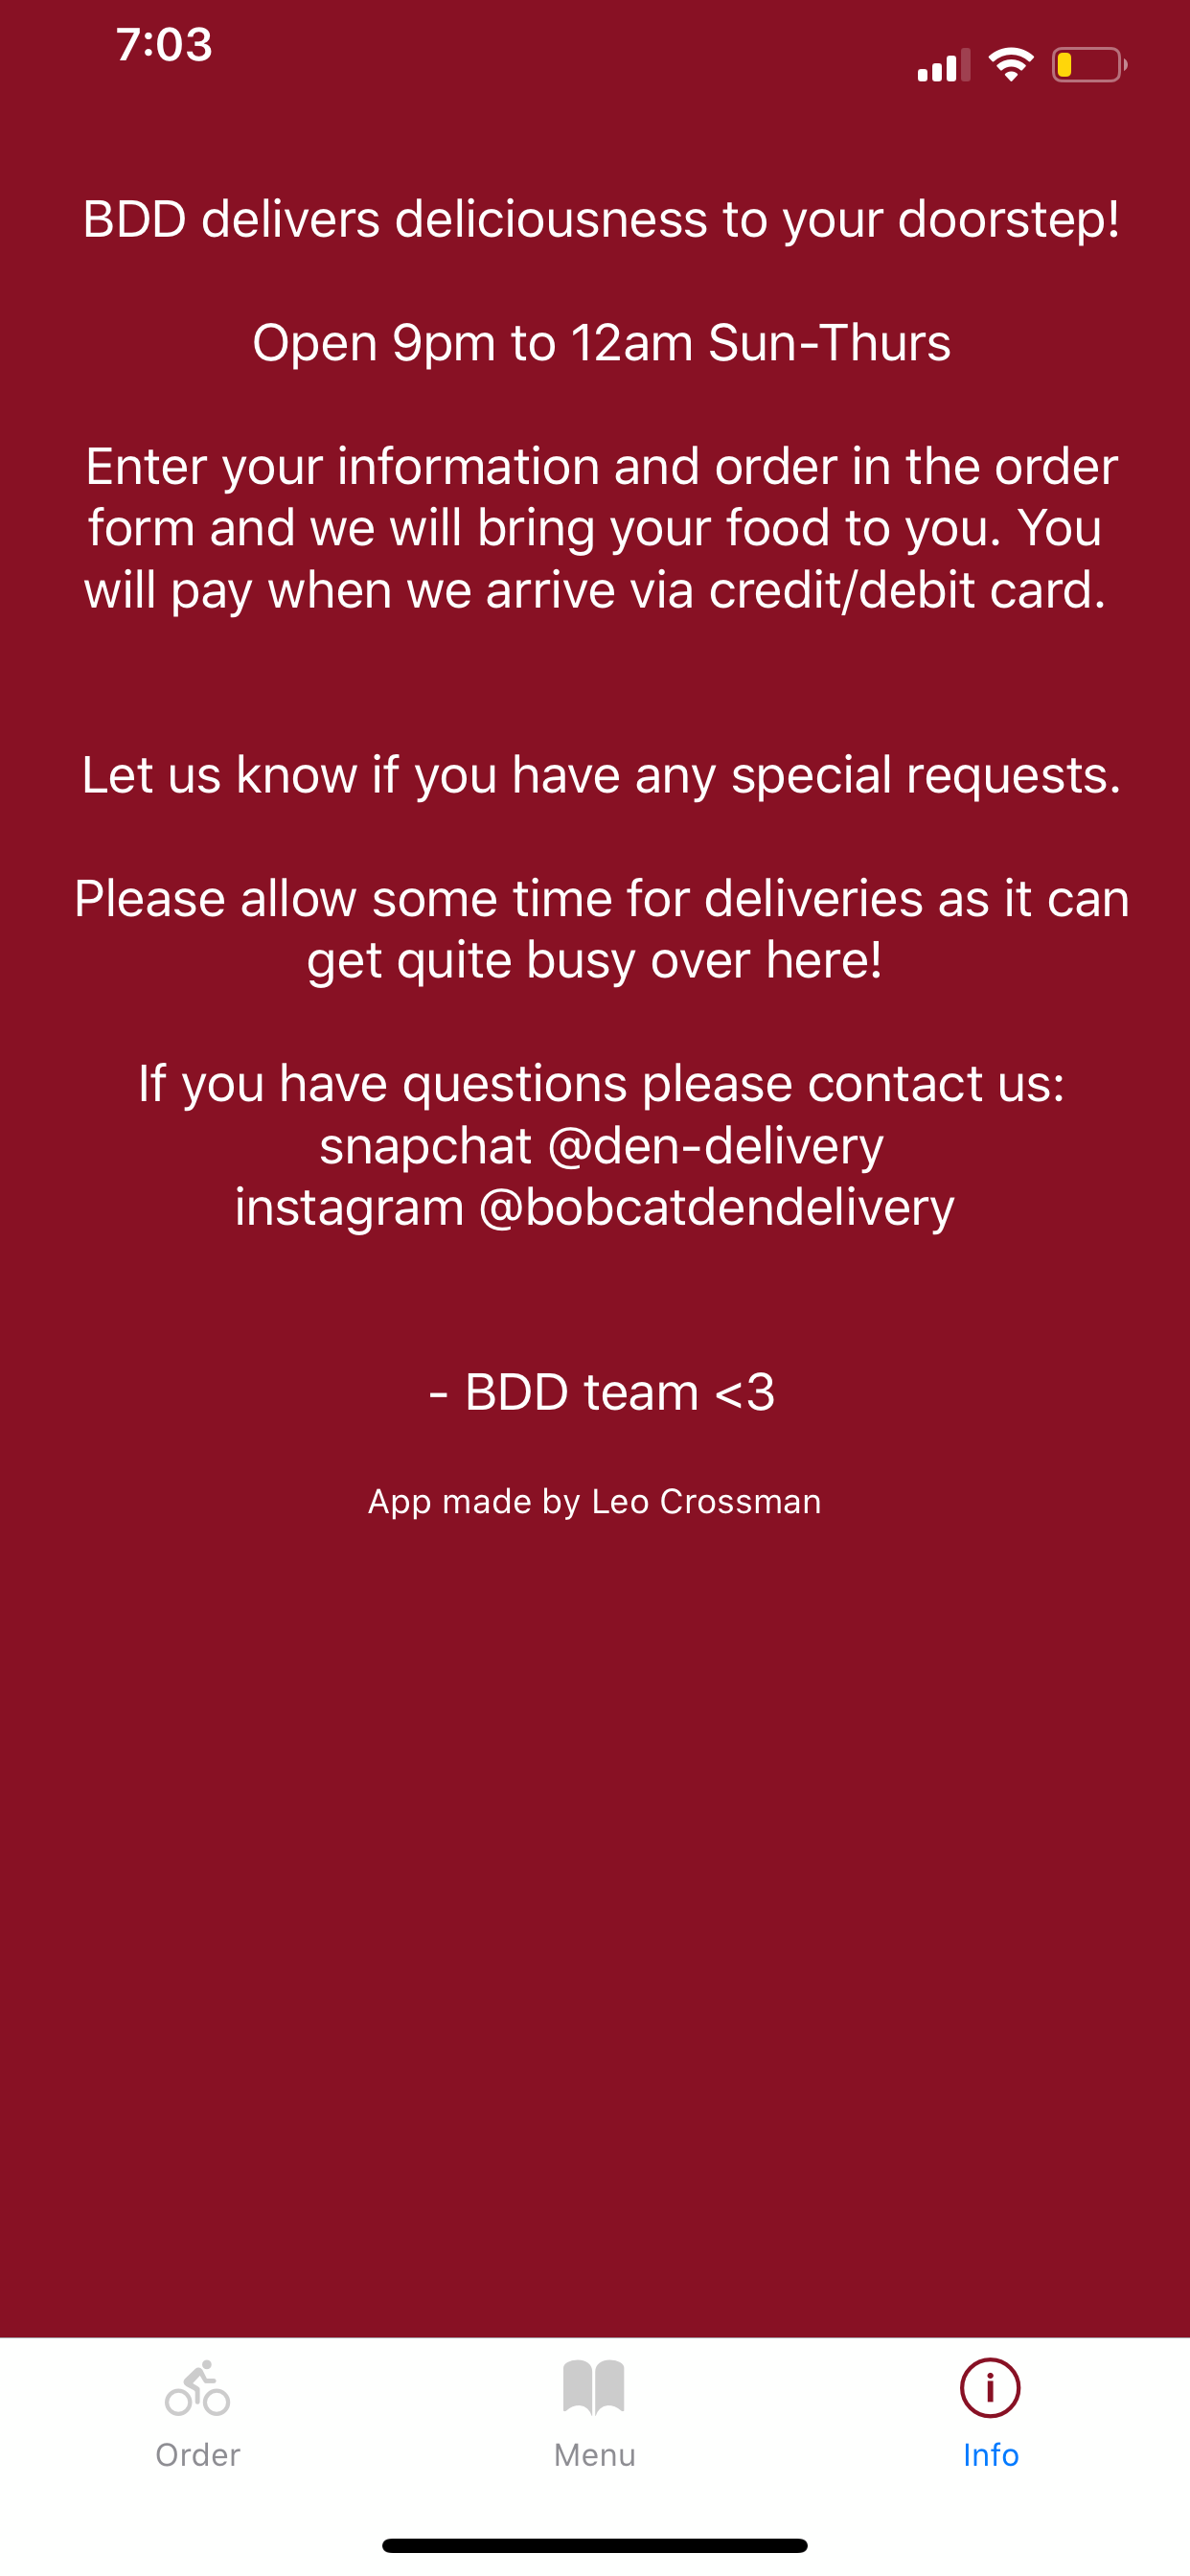 7:03
BDD delivers deliciousness to your doorstep!
Open 9pm to 12am Sun-Thurs
Enter your information and order in the order
form and we will bring your food to you. You
will pay when we arrive via credit/debit card.
Let us know if you have any special requests.
Please allow some time for deliveries as it can
get quite busy over here!
If you have questions please contact us:
snapchat @den-delivery
instagram @bobcatdendelivery
- BDD team <3
App made by Leo Crossman
Order
Menu
Info